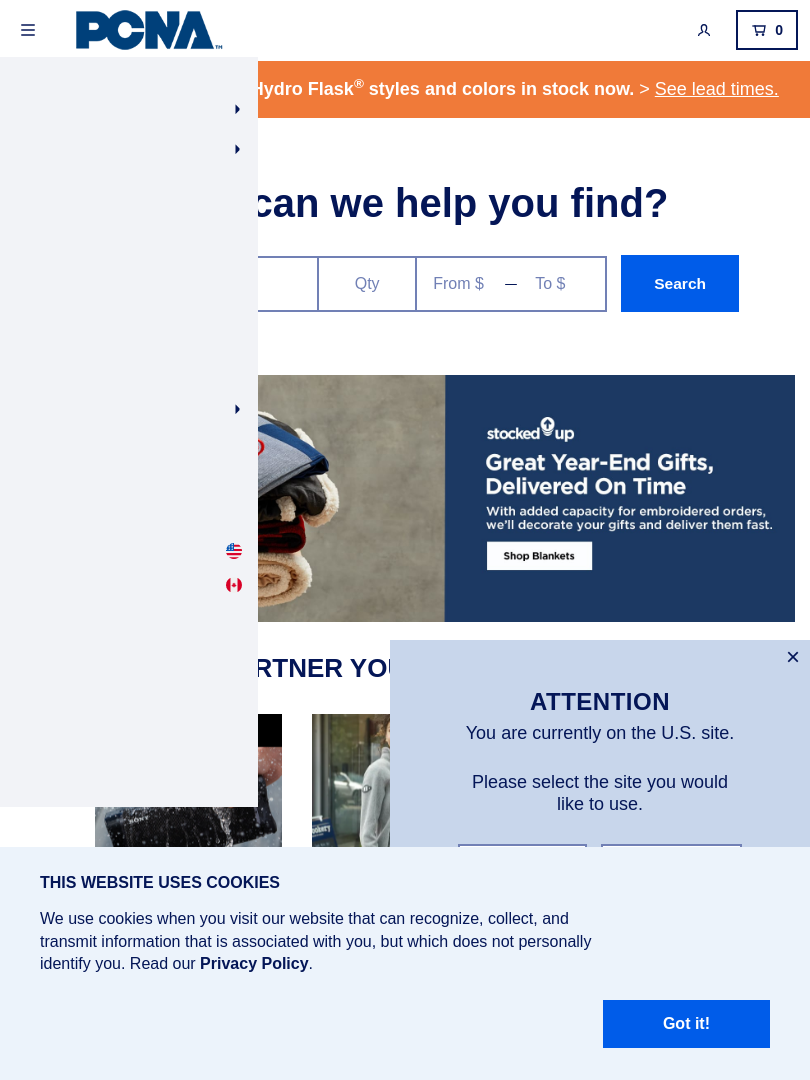 PCNA™
0
Hydro Flask® styles and colors in stock now. > See lead times.
can we help you find?
Qty
From $ — To $
Search
stocked up
Great Year-End Gifts,
Delivered On Time
With added capacity for embroidered orders,
we'll decorate your gifts and deliver them fast.
Shop Blankets
RTNER YOU
ATTENTION
You are currently on the U.S. site.
Please select the site you would
like to use.
SONY
THIS WEBSITE USES COOKIES
We use cookies when you visit our website that can recognize, collect, and
transmit information that is associated with you, but which does not personally
identify you. Read our Privacy Policy.
Got it!